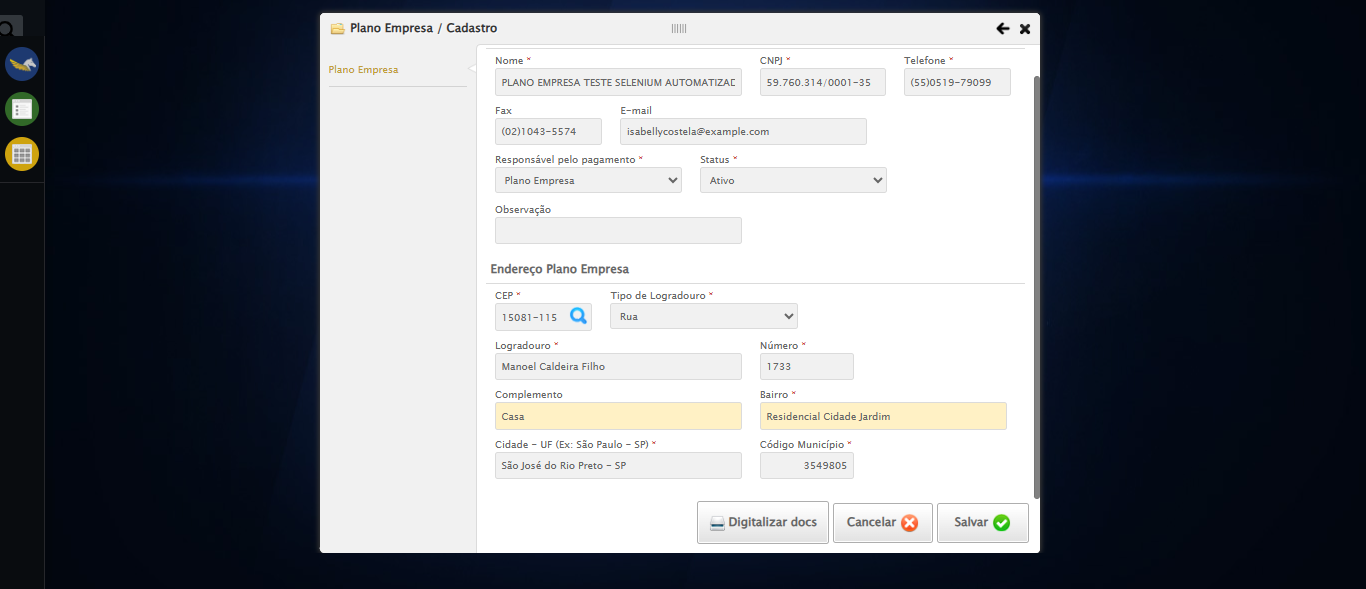 Plano Empresa / Cadastro
Plano Empresa
Nome * CNPJ * Telefone *
PLANO EMPRESA TESTE SELENIUM AUTOMATIZAD 59.760.314/0001-35 (55)0519-79099
Fax E-mail
(02)1043-5574 isabellycostela@example.com
Responsável pelo pagamento * Status *
Plano Empresa Ativo
Observação
Endereço Plano Empresa
CEP * Tipo de Logradouro *
15081-115 Rua
Logradouro * Número *
Manoel Caldeira Filho 1733
Complemento Bairro *
Casa Residencial Cidade Jardim
Cidade - UF (Ex: São Paulo - SP) * Código Município *
São José do Rio Preto - SP 3549805
Digitalizar docs Cancelar Salvar